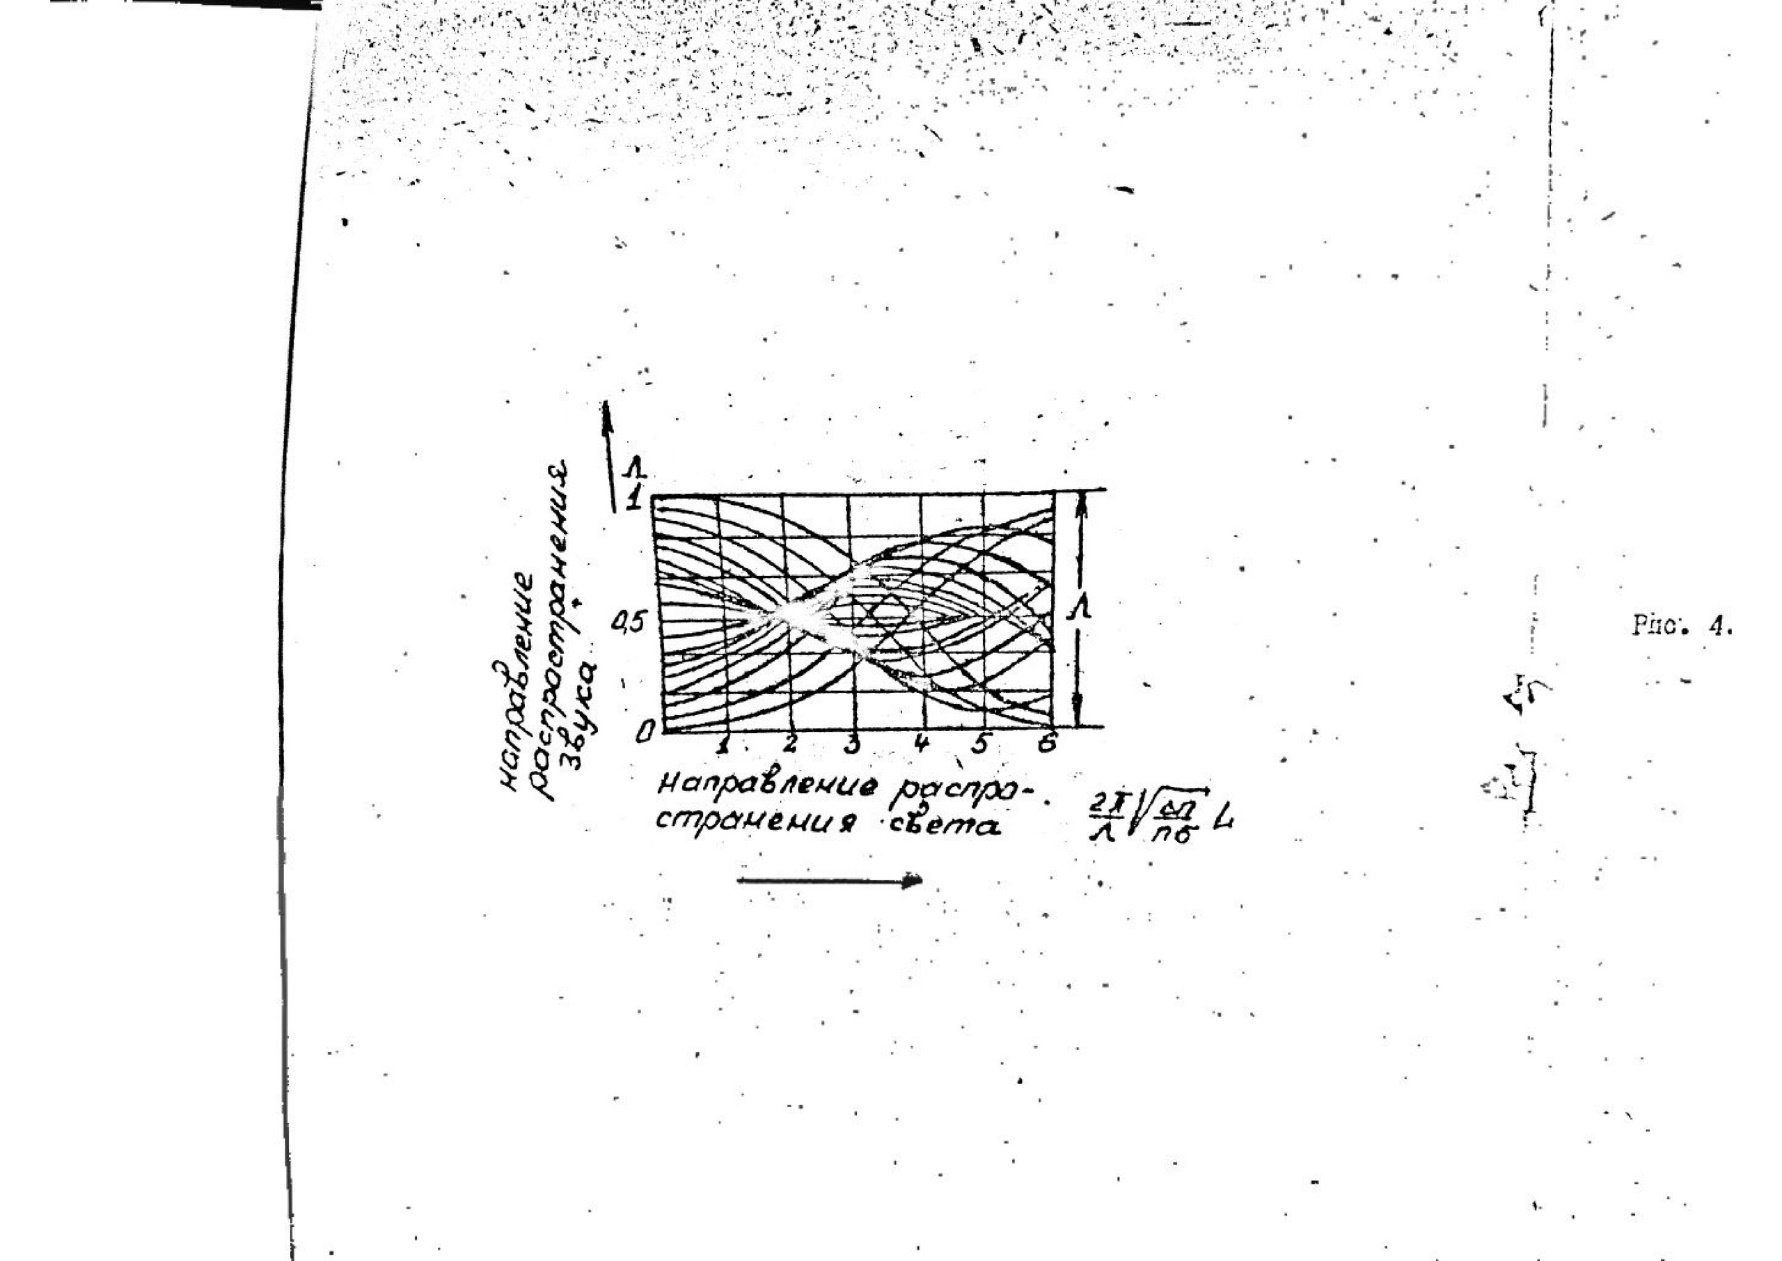 Λ
1
0,5
0
направление
распространения
звука
1 2 3 4 5 6
Λ
направление распро-
странения света
Рис. 4.